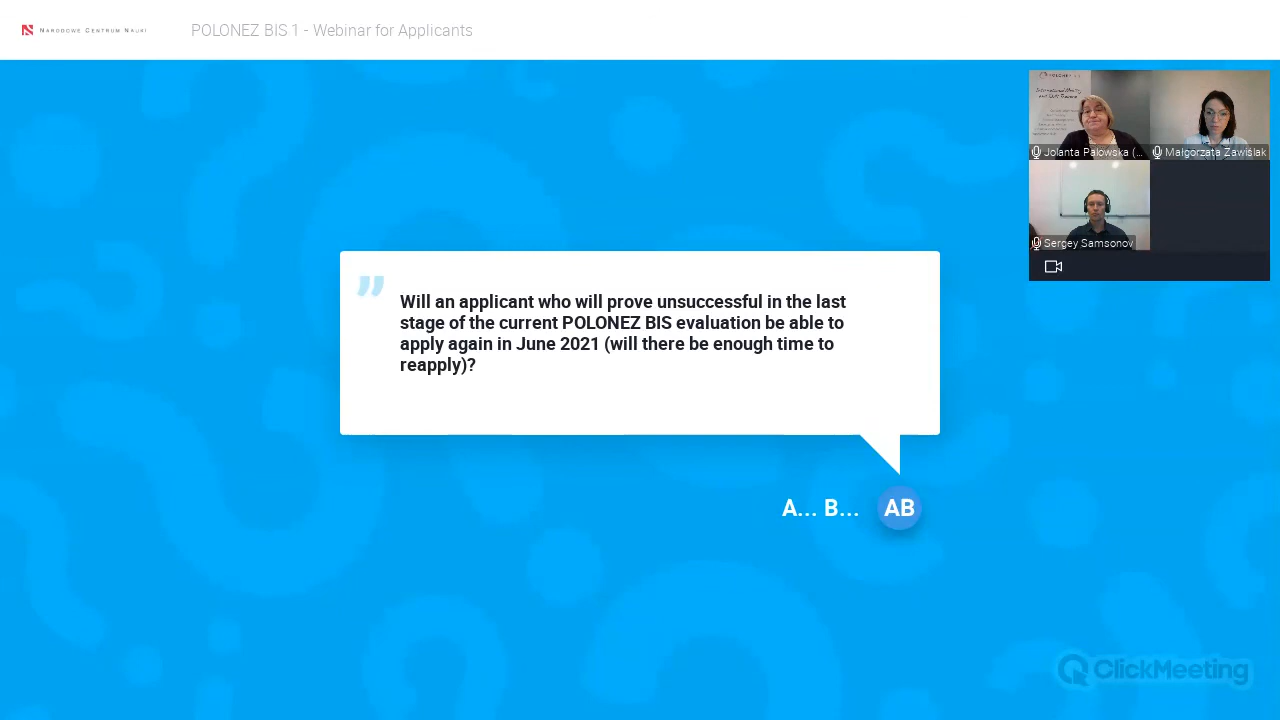 NARODOWE CENTRUM NAUKI
POLONEZ BIS 1 - Webinar for Applicants
Jolanta Palowska (...
Małgorzata Zawiślak
Sergey Samsonov
”
Will an applicant who will prove unsuccessful in the last
stage of the current POLONEZ BIS evaluation be able to
apply again in June 2021 (will there be enough time to
reapply)?
A... B...
AB
ClickMeeting